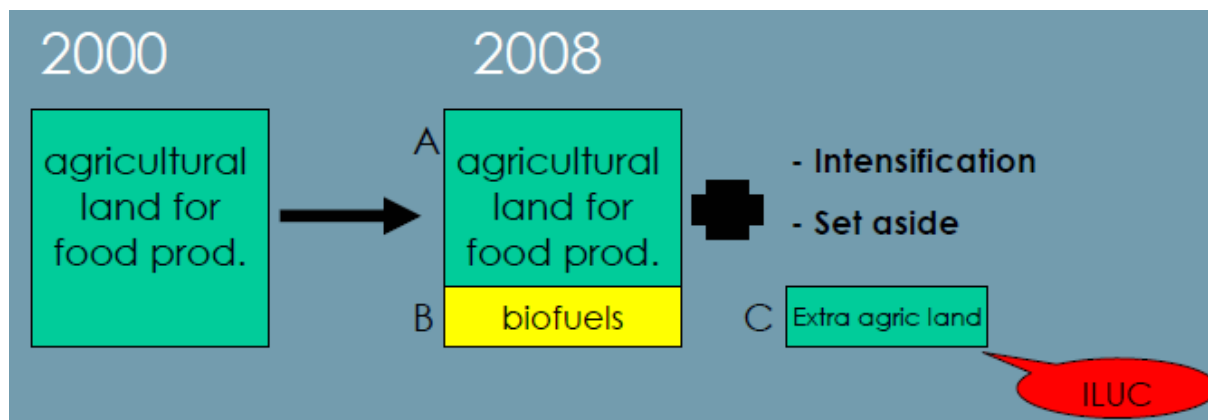 2000
2008
agricultural
land for
food prod.
A
agricultural
land for
food prod.
B
biofuels
- Intensification
- Set aside
C
Extra agric land
ILUC